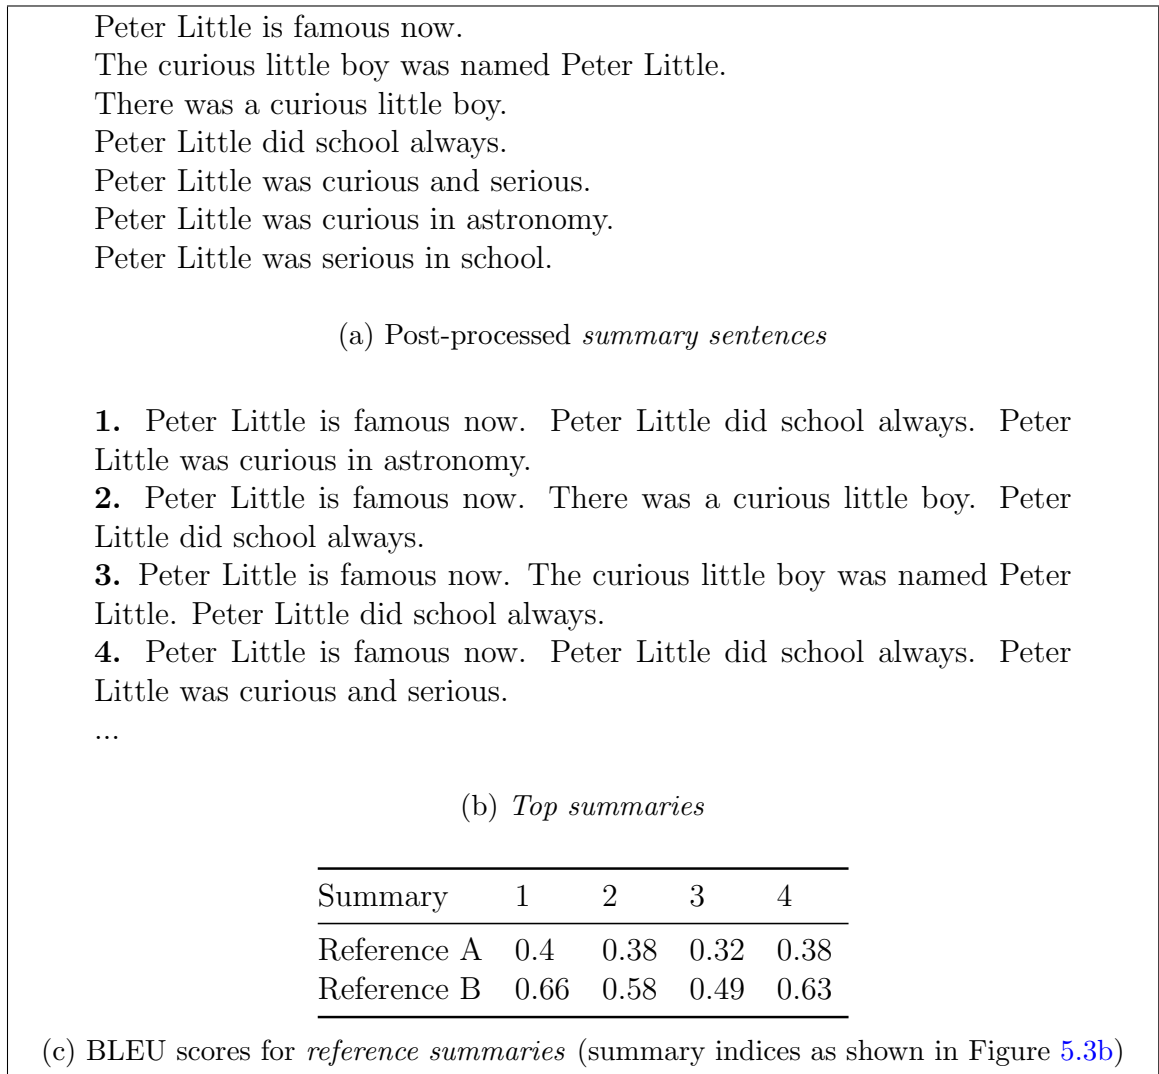 Peter Little is famous now.
The curious little boy was named Peter Little.
There was a curious little boy.
Peter Little did school always.
Peter Little was curious and serious.
Peter Little was curious in astronomy.
Peter Little was serious in school.
(a) Post-processed summary sentences
1. Peter Little is famous now. Peter Little did school always. Peter
Little was curious in astronomy.
2. Peter Little is famous now. There was a curious little boy. Peter
Little did school always.
3. Peter Little is famous now. The curious little boy was named Peter
Little. Peter Little did school always.
4. Peter Little is famous now. Peter Little did school always. Peter
Little was curious and serious.
...
(b) Top summaries
Summary 1 2 3 4
Reference A 0.4 0.38 0.32 0.38
Reference B 0.66 0.58 0.49 0.63
(c) BLEU scores for reference summaries (summary indices as shown in Figure 5.3b)